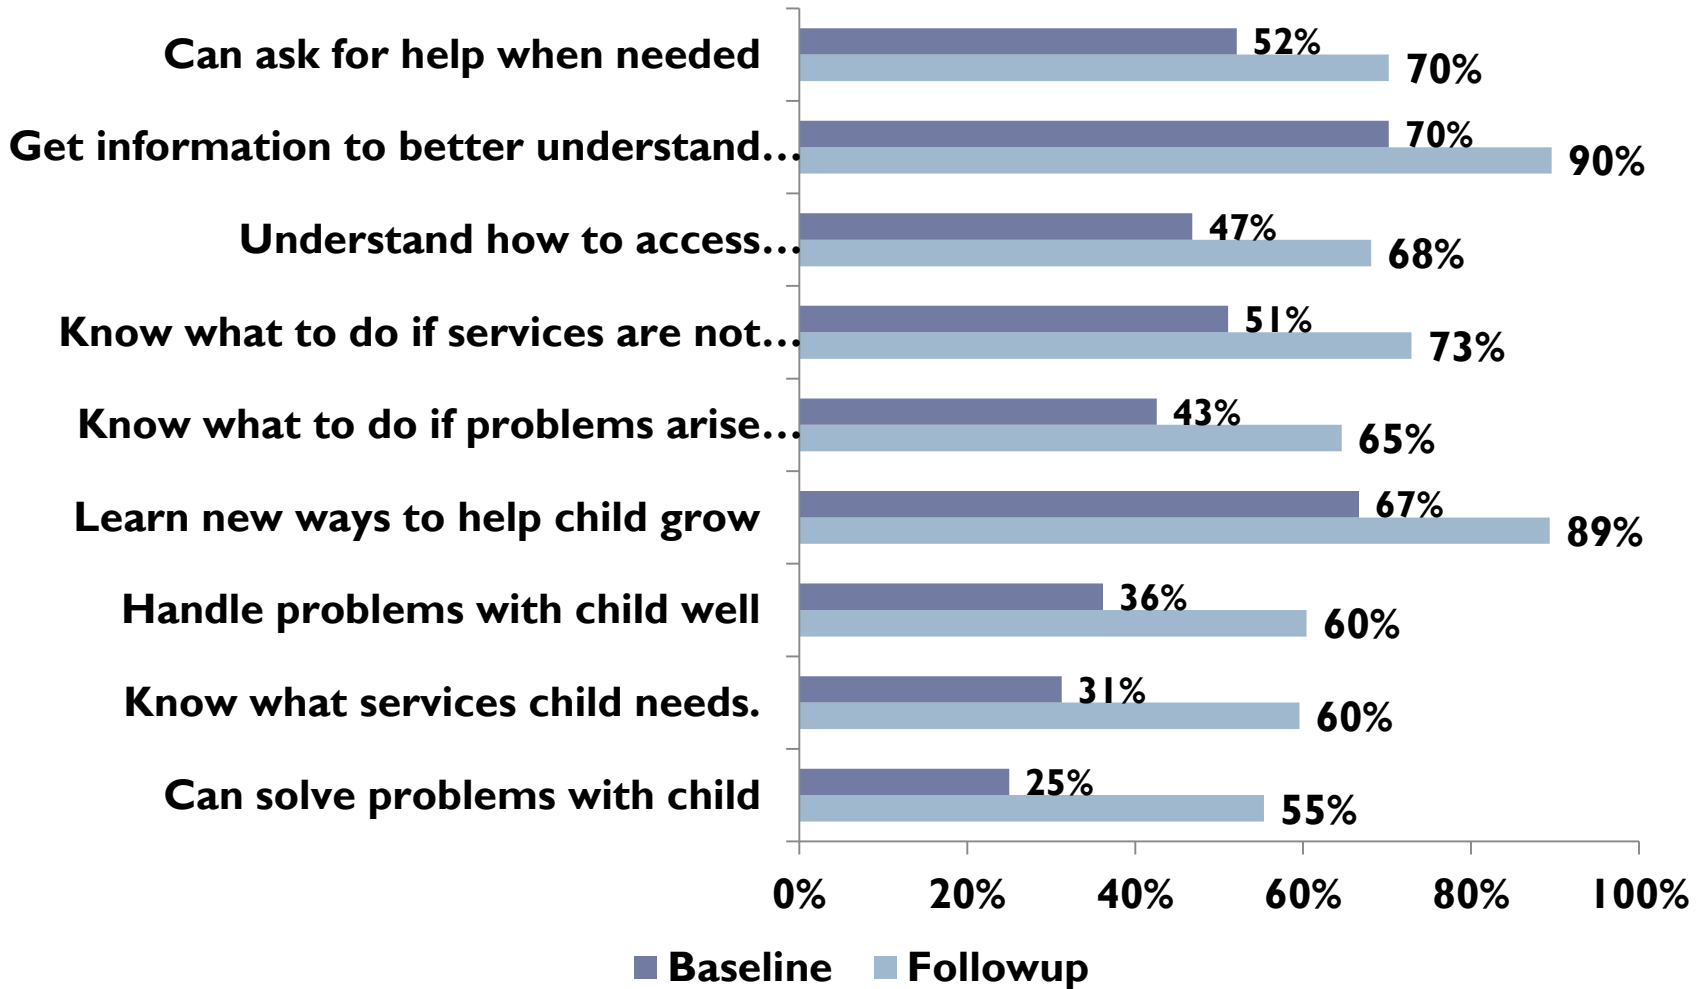 Can ask for help when needed
52%
70%
Get information to better understand…
70%
90%
Understand how to access…
47%
68%
Know what to do if services are not…
51%
73%
Know what to do if problems arise…
43%
65%
Learn new ways to help child grow
67%
89%
Handle problems with child well
36%
60%
Know what services child needs.
31%
60%
Can solve problems with child
25%
55%
0% 20% 40% 60% 80% 100%
Baseline Followup